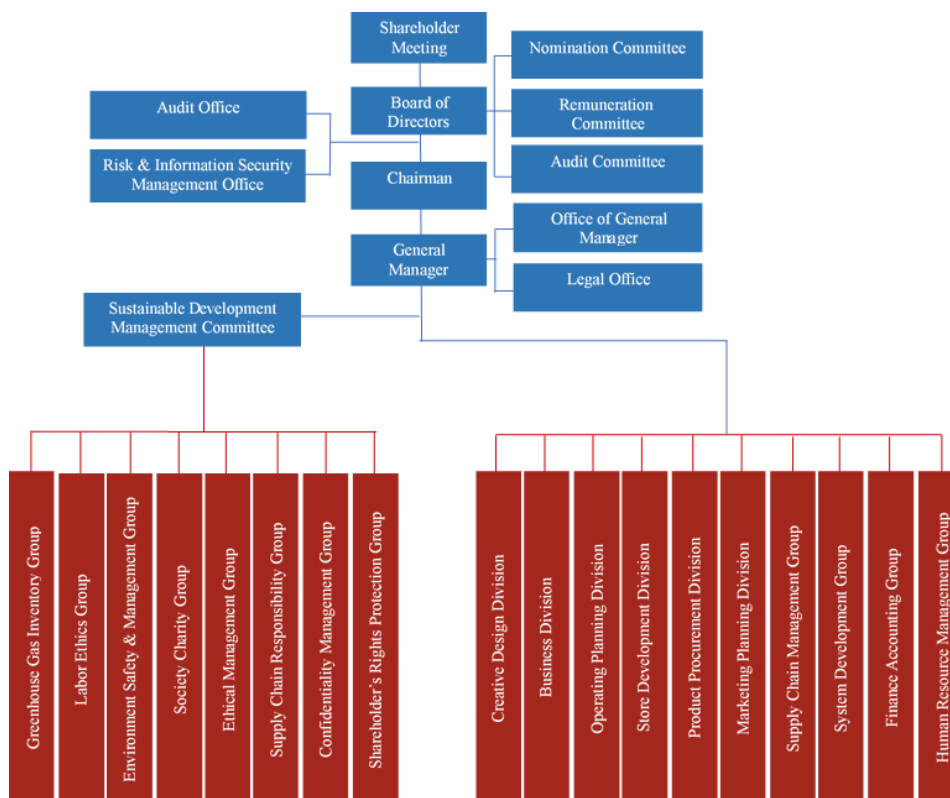 Shareholder
Meeting
Nomination Committee
Audit Office
Board of
Directors
Remuneration
Committee
Risk & Information Security
Management Office
Chairman
Audit Committee
General
Manager
Office of General
Manager
Legal Office
Sustainable Development
Management Committee
Greenhouse Gas Inventory Group
Labor Ethics Group
Environment Safety & Management Group
Society Charity Group
Ethical Management Group
Supply Chain Responsibility Group
Confidentiality Management Group
Shareholder's Rights Protection Group
Creative Design Division
Business Division
Operating Planning Division
Store Development Division
Product Procurement Division
Marketing Planning Division
Supply Chain Management Group
System Development Group
Finance Accounting Group
Human Resource Management Group